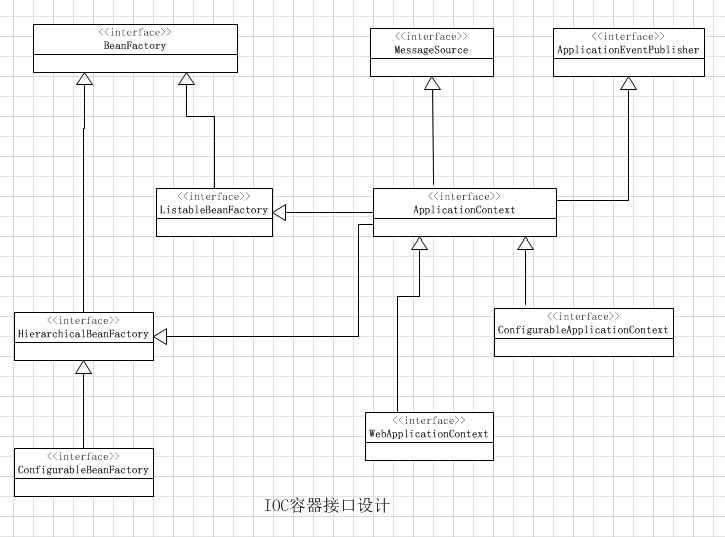 <<interface>>
BeanFactory
<<interface>>
MessageSource
<<interface>>
ApplicationEventPublisher
<<interface>>
ListableBeanFactory
<<interface>>
ApplicationContext
<<interface>>
HierarchicalBeanFactory
<<interface>>
ConfigurableApplicationContext
<<interface>>
WebApplicationContext
<<interface>>
ConfigurableBeanFactory
IOC容器接口设计